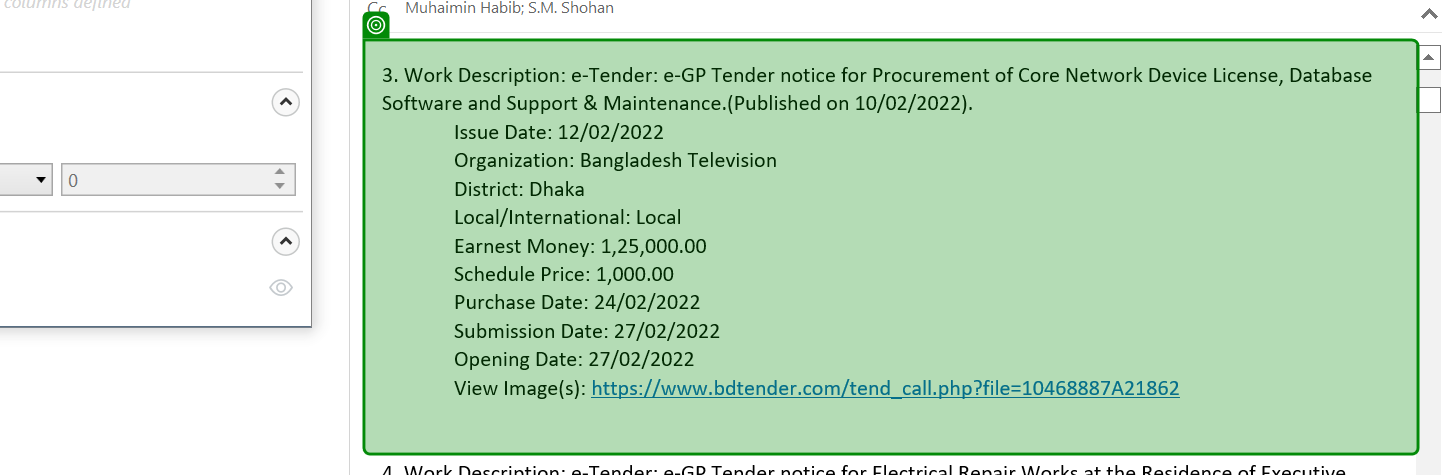 columns defined
Cc Muhaimin Habib; S.M. Shohan
3. Work Description: e-Tender: e-GP Tender notice for Procurement of Core Network Device License, Database
Software and Support & Maintenance.(Published on 10/02/2022).
Issue Date: 12/02/2022
Organization: Bangladesh Television
District: Dhaka
Local/International: Local
0
Earnest Money: 1,25,000.00
Schedule Price: 1,000.00
Purchase Date: 24/02/2022
Submission Date: 27/02/2022
Opening Date: 27/02/2022
View Image(s): https://www.bdtender.com/tend_call.php?file=10468887A21862
4. Work Description: e-Tender: e-GP Tender notice for Electrical Repair Works at the Residence of Executive